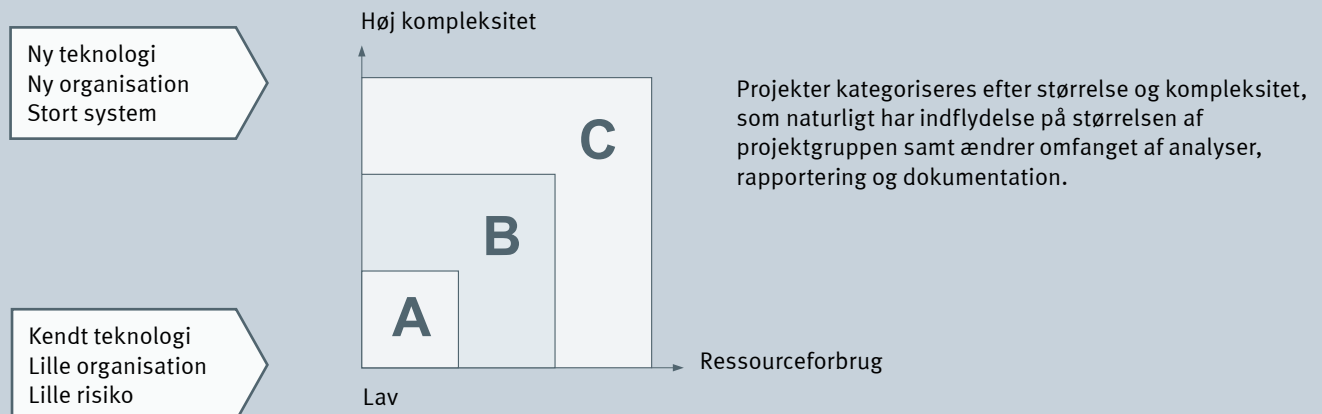 Høj kompleksitet
Ny teknologi
Ny organisation
Stort system
Projekter kategoriseres efter størrelse og kompleksitet,
som naturligt har indflydelse på størrelsen af
projektgruppen samt ændrer omfanget af analyser,
rapportering og dokumentation.
C
B
A
Kendt teknologi
Lille organisation
Lille risiko
Ressourceforbrug
Lav